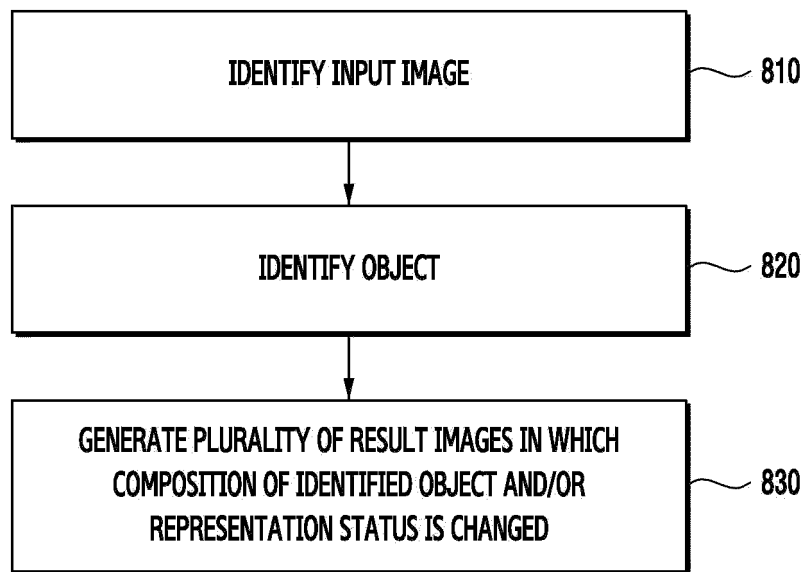 IDENTIFY INPUT IMAGE
810
IDENTIFY OBJECT
820
GENERATE PLURALITY OF RESULT IMAGES IN WHICH
COMPOSITION OF IDENTIFIED OBJECT AND/OR
REPRESENTATION STATUS IS CHANGED
830